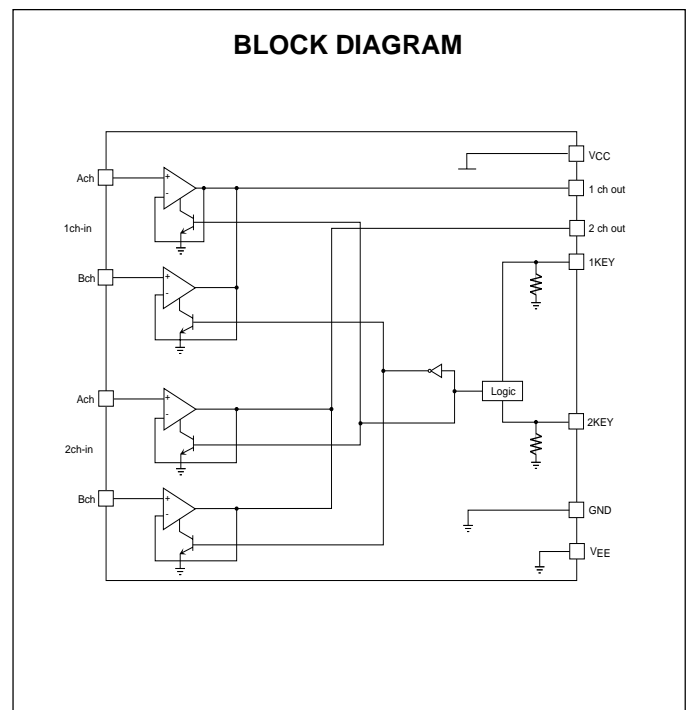 BLOCK DIAGRAM
VCC
Ach
+
-
1 ch out
1ch-in
2 ch out
1KEY
Bch
+
-
Logic
Ach
+
-
2KEY
2ch-in
Bch
+
-
GND
VEE